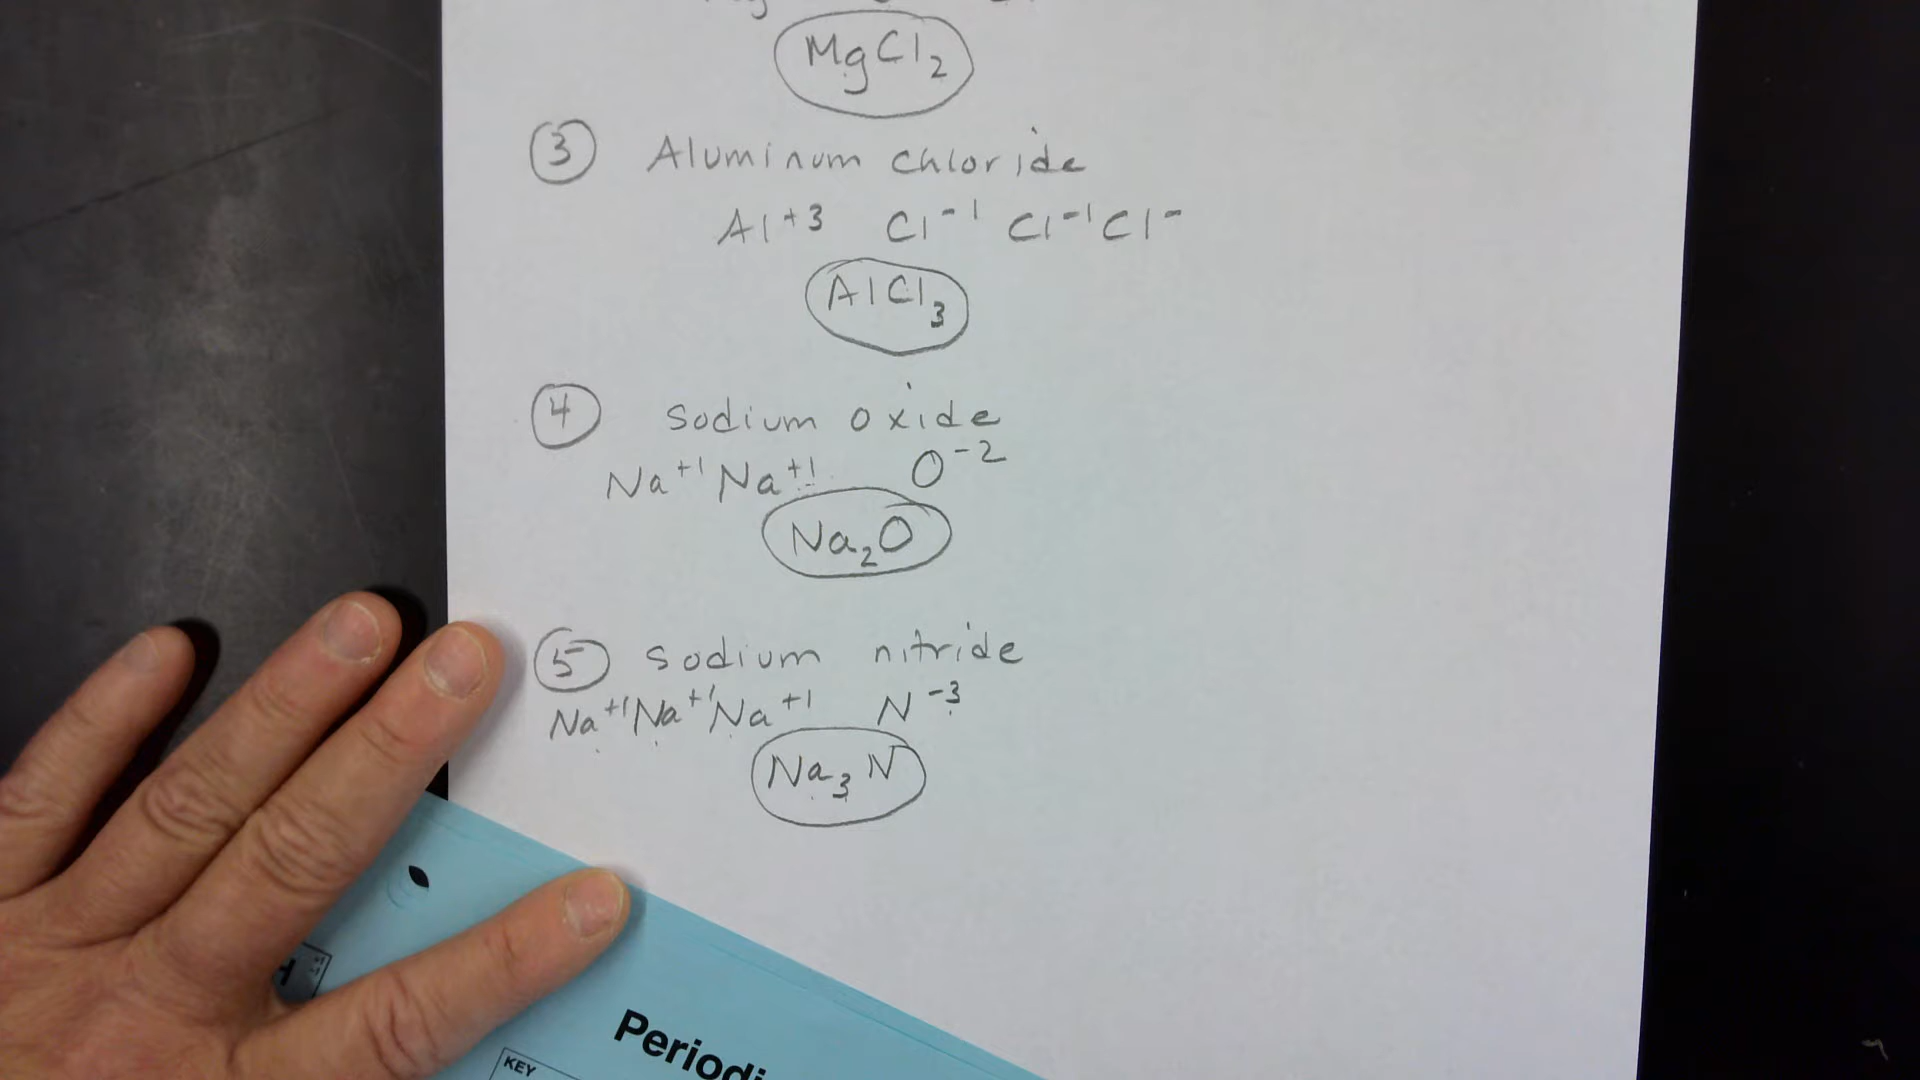 MgCl₂
③ Aluminum chloride
Al⁺³ Cl⁻¹ Cl⁻¹ Cl⁻
AlCl₃
④ Sodium oxide
Na⁺¹ Na⁺¹ O⁻²
Na₂O
⑤ Sodium nitride
Na⁺¹ Na⁺¹ Na⁺¹ N⁻³
Na₃N
H
Periodi
KEY